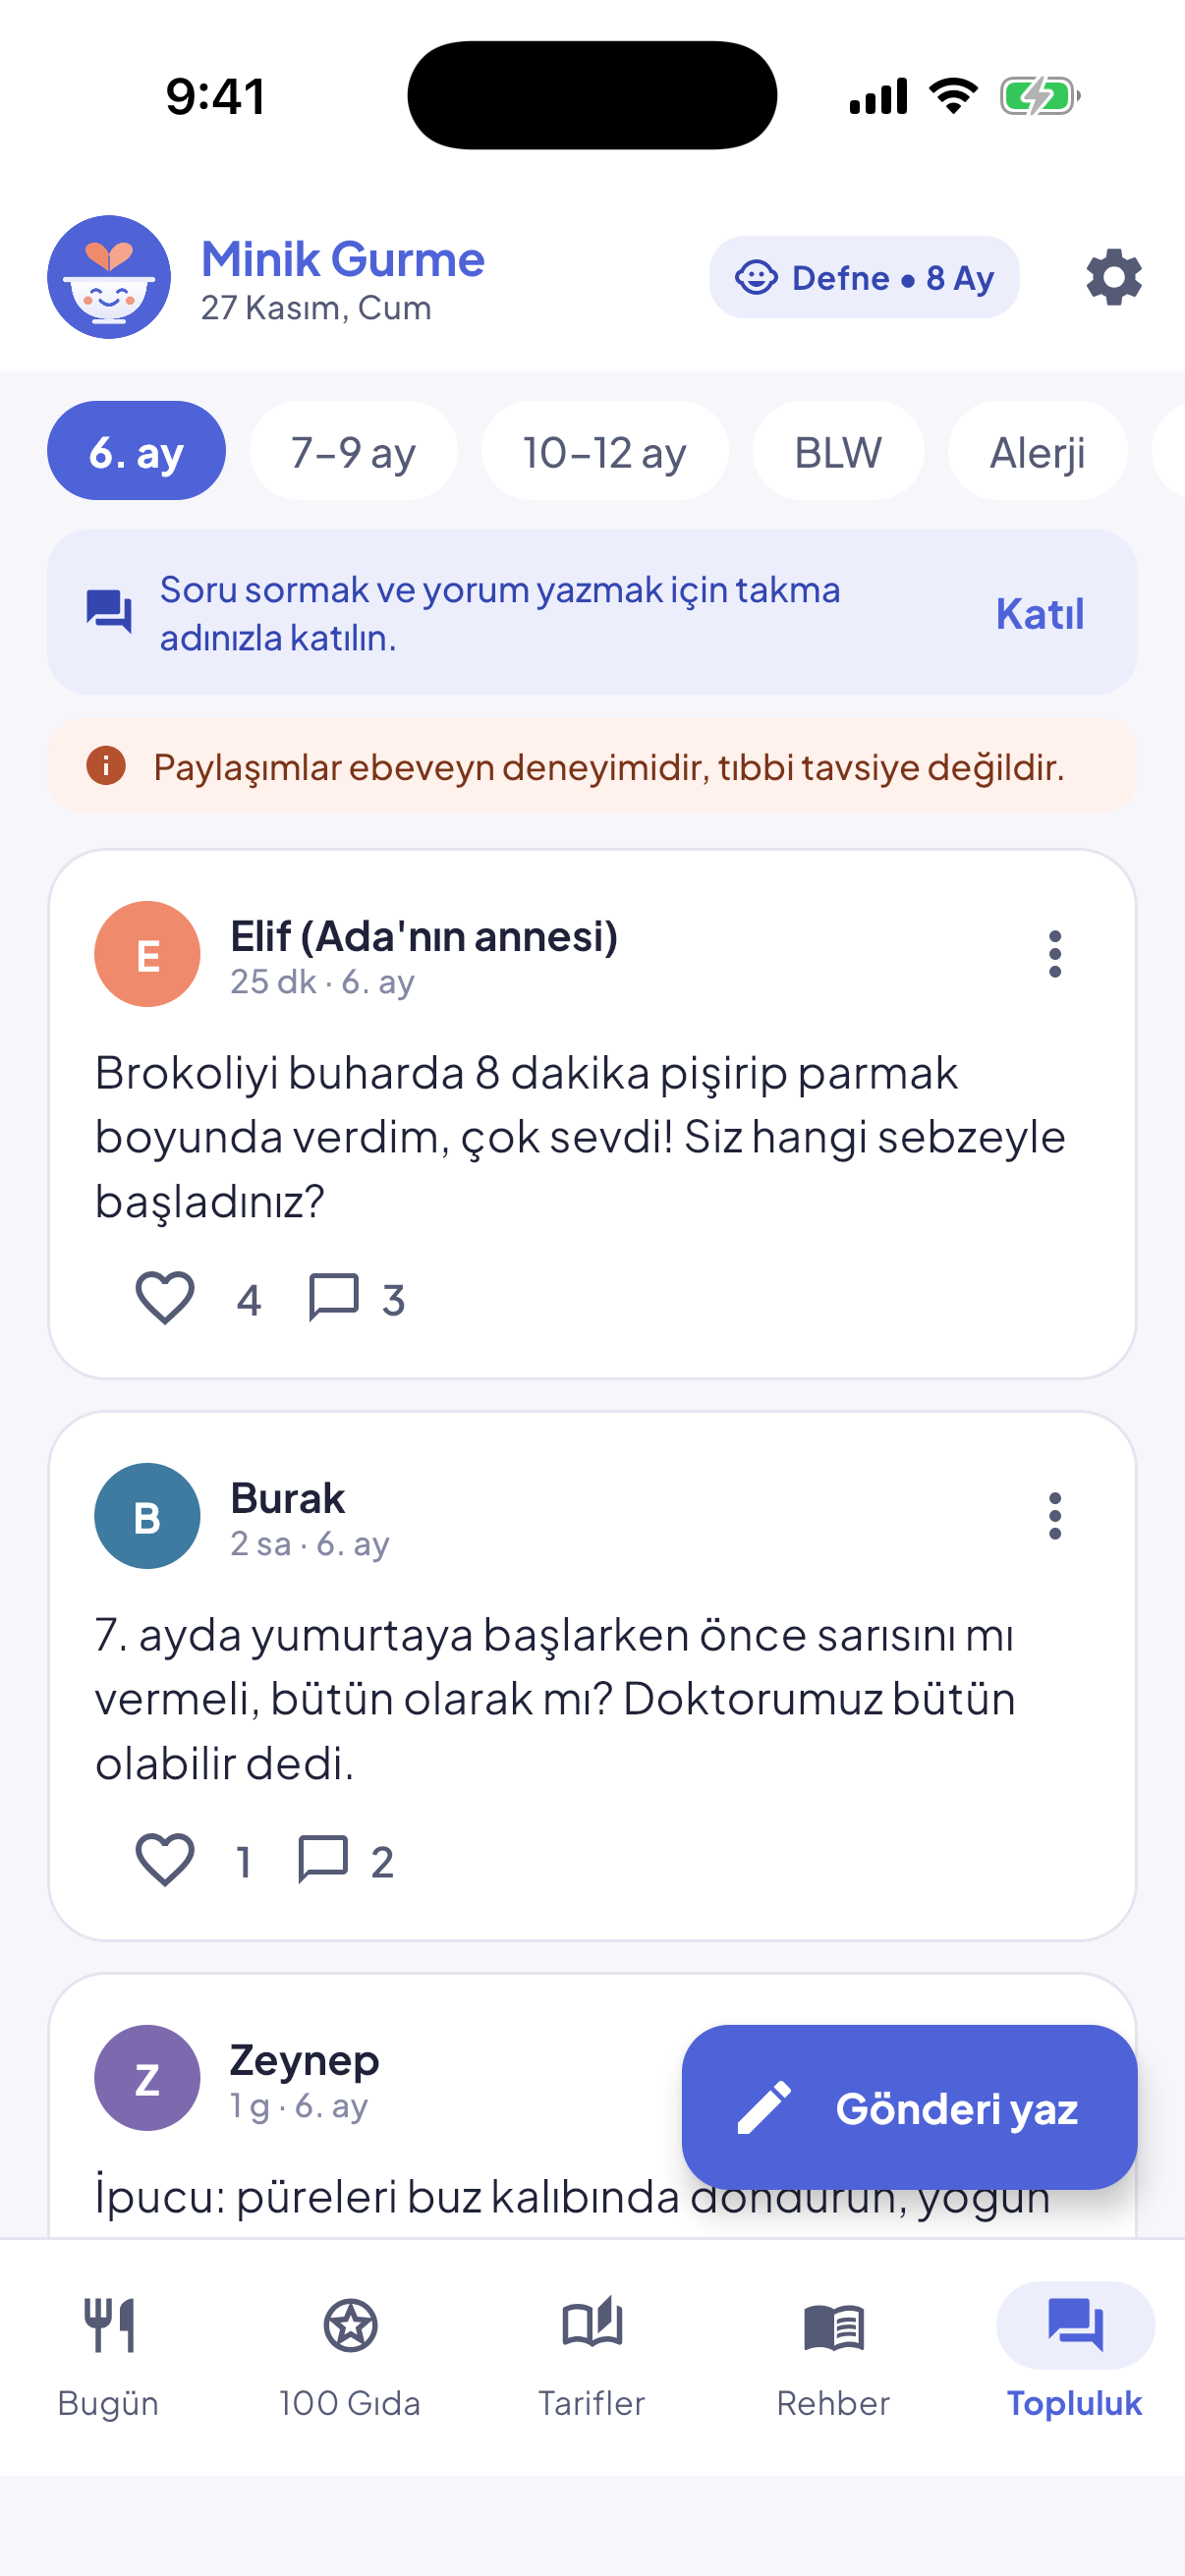 9:41
Minik Gurme
27 Kasım, Cum
Defne • 8 Ay
6. ay
7–9 ay
10–12 ay
BLW
Alerji
Soru sormak ve yorum yazmak için takma
adınızla katılın.
Katıl
Paylaşımlar ebeveyn deneyimidir, tıbbi tavsiye değildir.
E
Elif (Ada'nın annesi)
25 dk · 6. ay
Brokoliyi buharda 8 dakika pişirip parmak
boyunda verdim, çok sevdi! Siz hangi sebzeyle
başladınız?
4
3
B
Burak
2 sa · 6. ay
7. ayda yumurtaya başlarken önce sarısını mı
vermeli, bütün olarak mı? Doktorumuz bütün
olabilir dedi.
1
2
Z
Zeynep
1 g · 6. ay
Gönderi yaz
İpucu: püreleri buz kalıbında dondurun, yoğun
Bugün
100 Gıda
Tarifler
Rehber
Topluluk